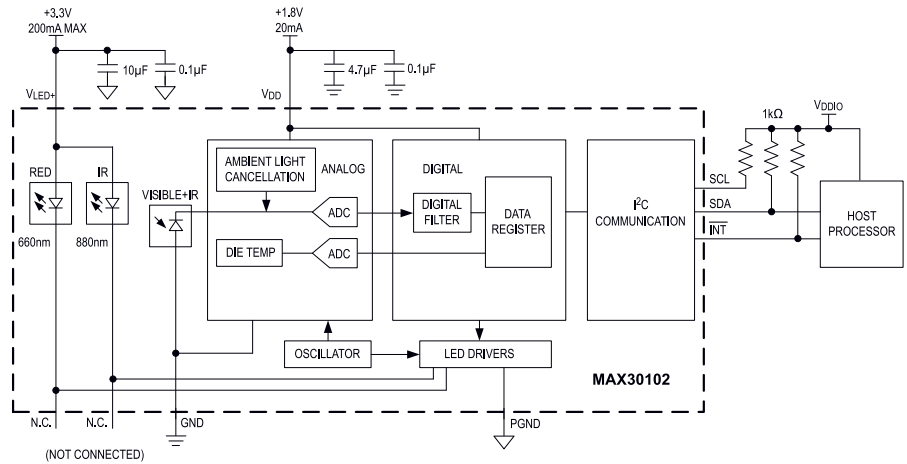 +3.3V
200mA MAX
+1.8V
20mA
10µF
0.1µF
4.7µF
0.1µF
VLED+
VDD
VDDIO
1kΩ
RED
IR
VISIBLE+IR
660nm
880nm
AMBIENT LIGHT
CANCELLATION
ANALOG
ADC
DIE TEMP
ADC
DIGITAL
DIGITAL
FILTER
DATA
REGISTER
I²C
COMMUNICATION
SCL
SDA
INT
HOST
PROCESSOR
OSCILLATOR
LED DRIVERS
MAX30102
N.C.
N.C.
GND
PGND
(NOT CONNECTED)